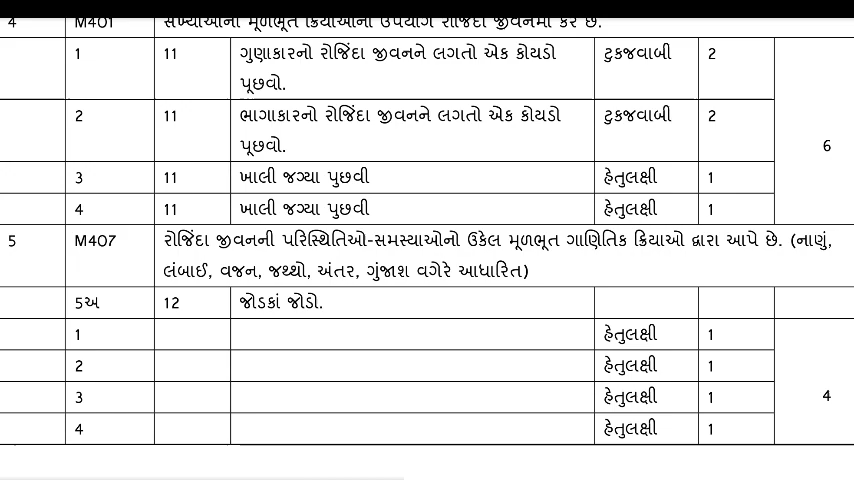 4 M401 સંખ્યાઓની મૂળભૂત ક્રિયાઓનો ઉપયોગ રોજિંદા જીવનમાં કરે છે.
1 11 ગુણાકારનો રોજિંદા જીવનને લગતો એક કોયડો ટુકજવાબી 2
પૂછવો.
2 11 ભાગાકારનો રોજિંદા જીવનને લગતો એક કોયડો ટુકજવાબી 2
પૂછવો.
6
3 11 ખાલી જગ્યા પુછવી હેતુલક્ષી 1
4 11 ખાલી જગ્યા પુછવી હેતુલક્ષી 1
5 M407 રોજિંદા જીવનની પરિસ્થિતિઓ-સમસ્યાઓનો ઉકેલ મૂળભૂત ગાણિતિક ક્રિયાઓ દ્વારા આપે છે. (નાણું,
લંબાઈ, વજન, જથ્થો, અંતર, ગુંજાશ વગેરે આધારિત)
5અ 12 જોડકાં જોડો.
1 હેતુલક્ષી 1
2 હેતુલક્ષી 1
3 હેતુલક્ષી 1 4
4 હેતુલક્ષી 1